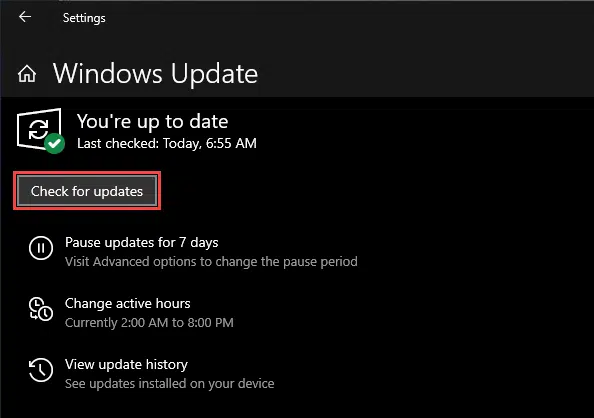 Settings
Windows Update
You're up to date
Last checked: Today, 6:55 AM
Check for updates
Pause updates for 7 days
Visit Advanced options to change the pause period
Change active hours
Currently 2:00 AM to 8:00 PM
View update history
See updates installed on your device